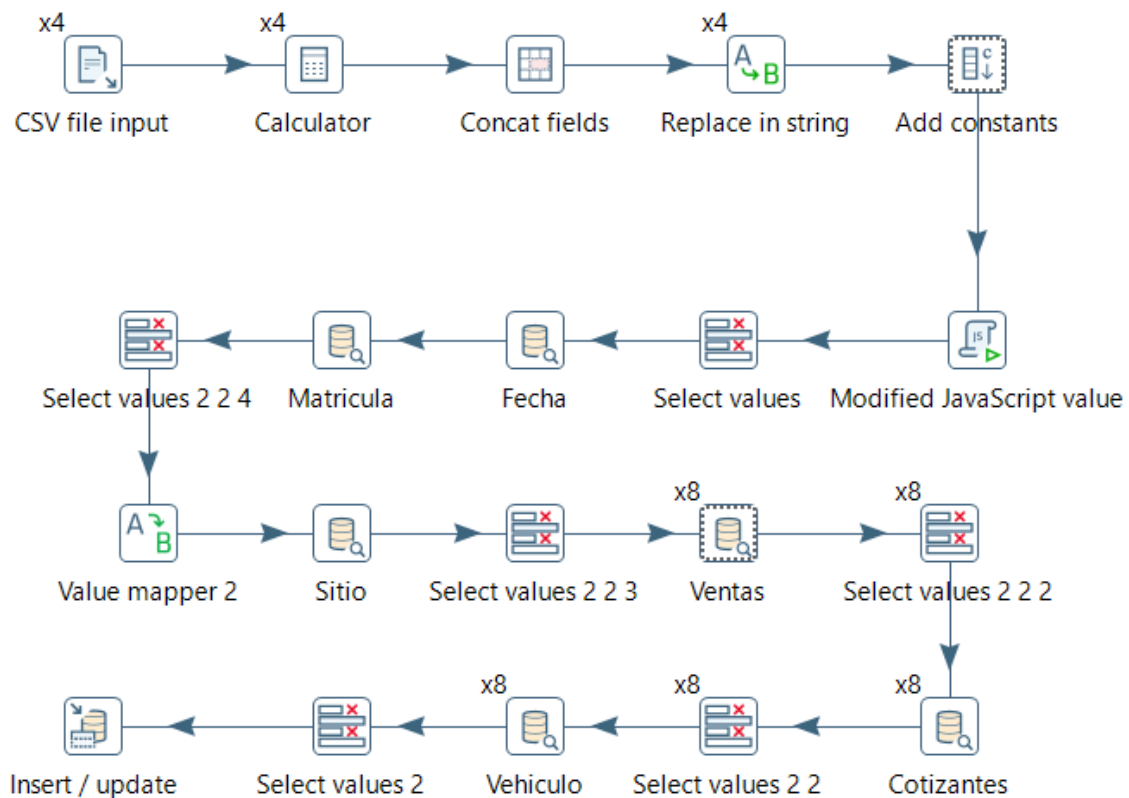 x4
x4
x4
CSV file input
Calculator
Concat fields
Replace in string
Add constants
Select values 2 2 4
Matricula
Fecha
Select values
Modified JavaScript value
x8
x8
Value mapper 2
Sitio
Select values 2 2 3
Ventas
Select values 2 2 2
x8
x8
x8
Insert / update
Select values 2
Vehiculo
Select values 2 2
Cotizantes